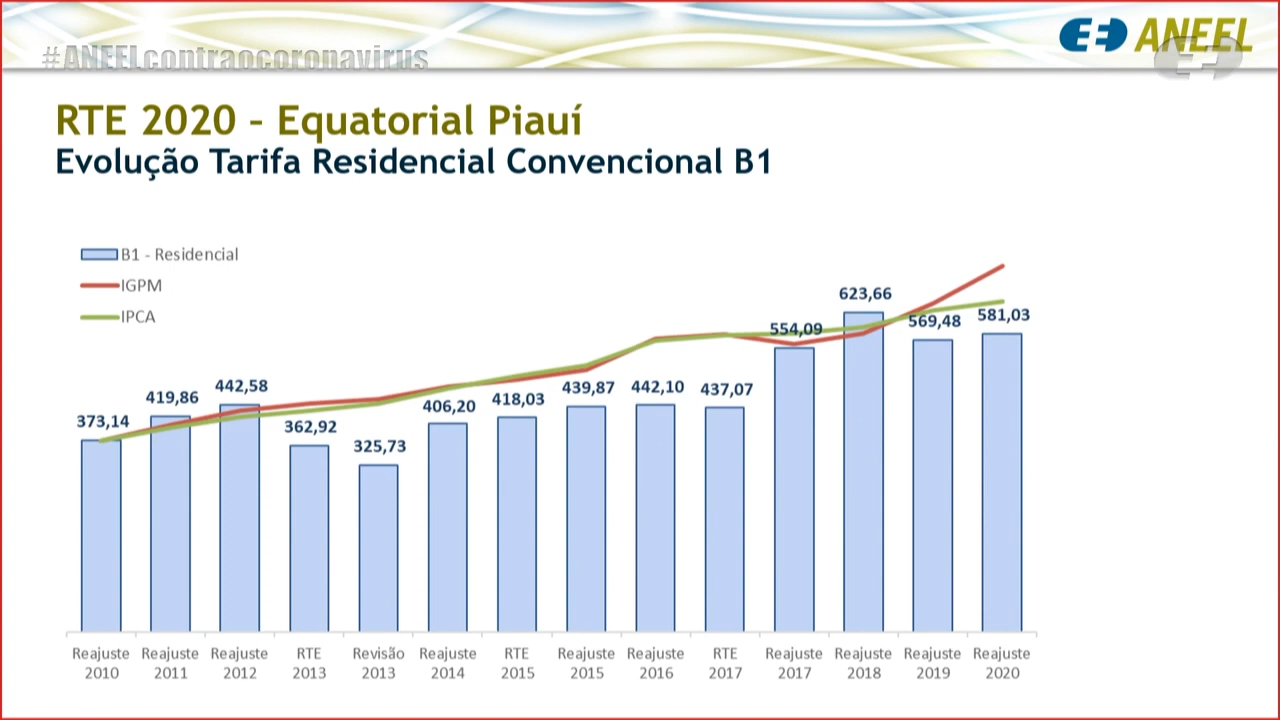 #ANEELcontraocoronavirus
ANEEL
RTE 2020 – Equatorial Piauí
Evolução Tarifa Residencial Convencional B1
B1 - Residencial
IGPM
IPCA
373,14
419,86
442,58
362,92
325,73
406,20
418,03
439,87
442,10
437,07
554,09
623,66
569,48
581,03
Reajuste 2010
Reajuste 2011
Reajuste 2012
RTE 2013
Revisão 2013
Reajuste 2014
RTE 2015
Reajuste 2015
Reajuste 2016
RTE 2017
Reajuste 2017
Reajuste 2018
Reajuste 2019
Reajuste 2020